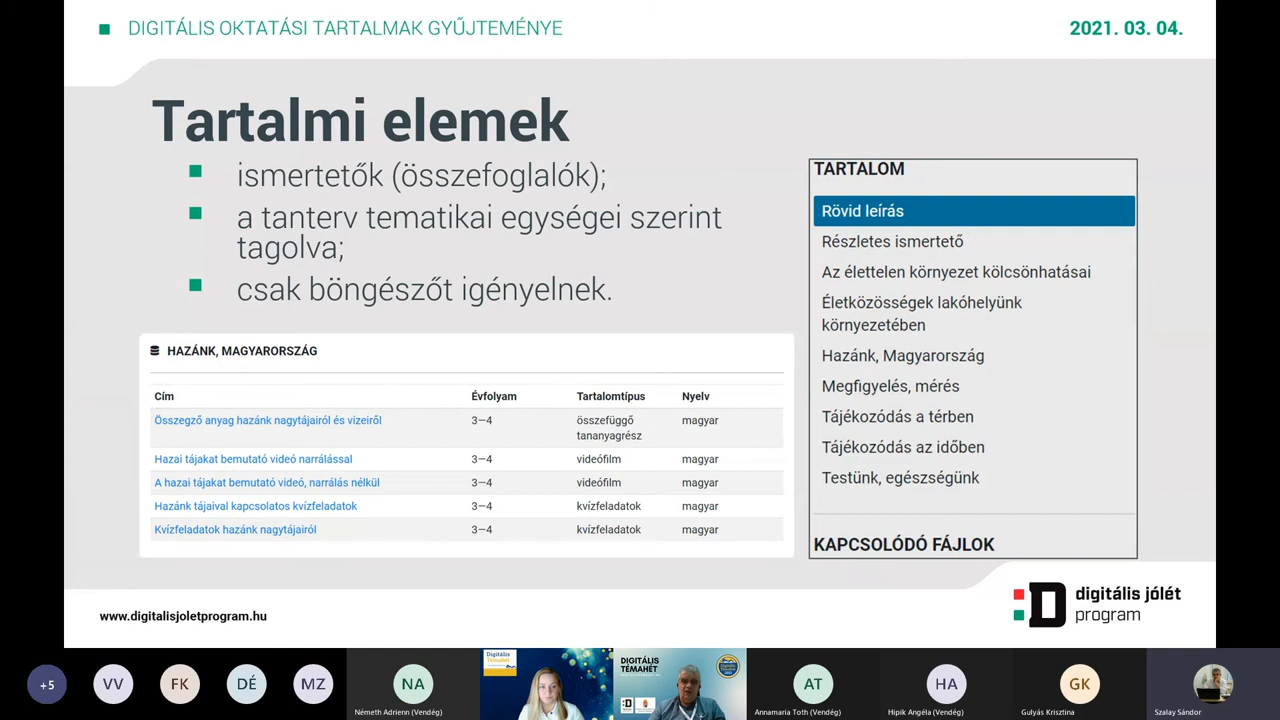 DIGITÁLIS OKTATÁSI TARTALMAK GYŰJTEMÉNYE
2021. 03. 04.
Tartalmi elemek
ismertetők (összefoglalók);
a tanterv tematikai egységei szerint
tagolva;
csak böngészőt igényelnek.
HAZÁNK, MAGYARORSZÁG
Cím Évfolyam Tartalomtípus Nyelv
Összegző anyag hazánk nagytájairól és vizeiről 3—4 összefüggő magyar
tananyagrész
Hazai tájakat bemutató videó narrálással 3—4 videófilm magyar
A hazai tájakat bemutató videó, narrálás nélkül 3—4 videófilm magyar
Hazánk tájaival kapcsolatos kvízfeladatok 3—4 kvízfeladatok magyar
Kvízfeladatok hazánk nagytájairól 3—4 kvízfeladatok magyar
TARTALOM
Rövid leírás
Részletes ismertető
Az élettelen környezet kölcsönhatásai
Életközösségek lakóhelyünk
környezetében
Hazánk, Magyarország
Megfigyelés, mérés
Tájékozódás a térben
Tájékozódás az időben
Testünk, egészségünk
KAPCSOLÓDÓ FÁJLOK
www.digitalisjoletprogram.hu
digitális jólét
program
+5 VV FK DÉ MZ NA AT HA GK
Digitális
Témahét
DIGITÁLIS
TÉMAHÉT
Németh Adrienn (Vendég)
Annamaria Toth (Vendég)
Hipik Angéla (Vendég)
Gulyás Krisztina
Szalay Sándor